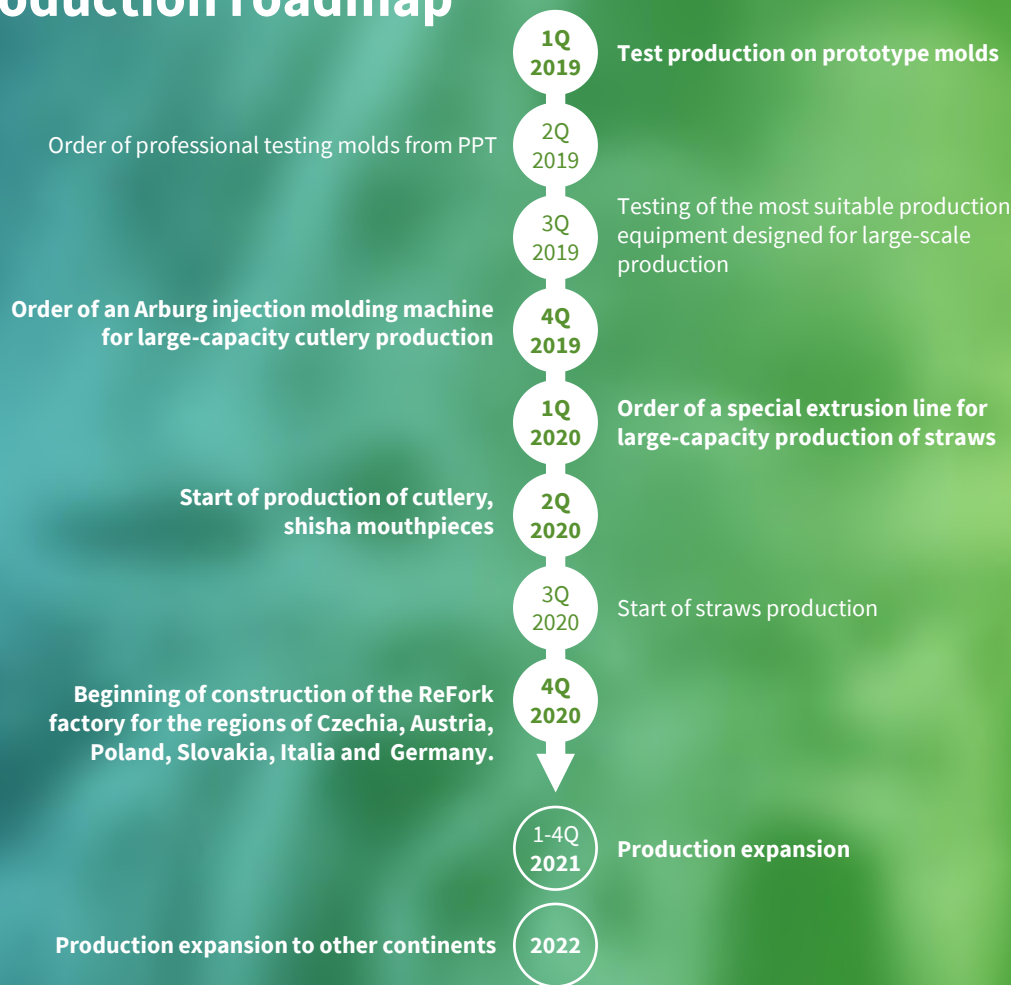 oduction roadmap
1Q
2019
Test production on prototype molds
Order of professional testing molds from PPT
2Q
2019
3Q
2019
Testing of the most suitable production
equipment designed for large-scale
production
Order of an Arburg injection molding machine
for large-capacity cutlery production
4Q
2019
1Q
2020
Order of a special extrusion line for
large-capacity production of straws
Start of production of cutlery,
shisha mouthpieces
2Q
2020
3Q
2020
Start of straws production
Beginning of construction of the ReFork
factory for the regions of Czechia, Austria,
Poland, Slovakia, Italia and Germany.
4Q
2020
1-4Q
2021
Production expansion
Production expansion to other continents
2022